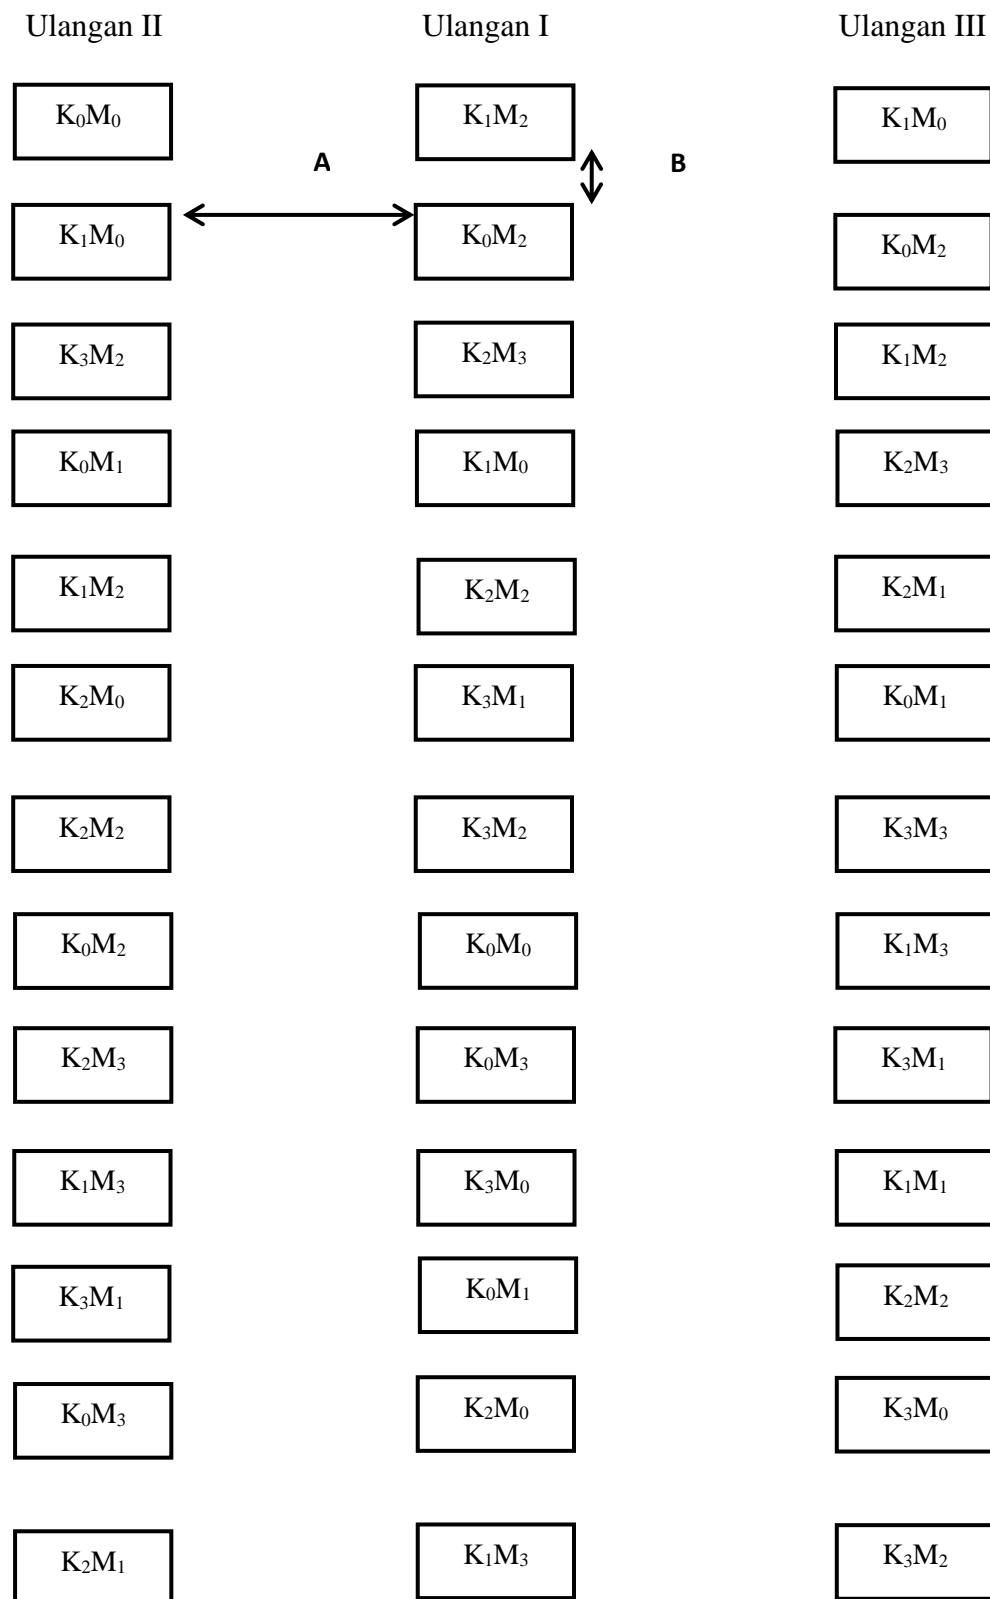 Ulangan II Ulangan I Ulangan III
K₀M₀ K₁M₂ K₁M₀
A B
K₁M₀ K₀M₂ K₀M₂
K₃M₂ K₂M₃ K₁M₂
K₀M₁ K₁M₀ K₂M₃
K₁M₂ K₂M₂ K₂M₁
K₂M₀ K₃M₁ K₀M₁
K₂M₂ K₃M₂ K₃M₃
K₀M₂ K₀M₀ K₁M₃
K₂M₃ K₀M₃ K₃M₁
K₁M₃ K₃M₀ K₁M₁
K₃M₁ K₀M₁ K₂M₂
K₀M₃ K₂M₀ K₃M₀
K₂M₁ K₁M₃ K₃M₂